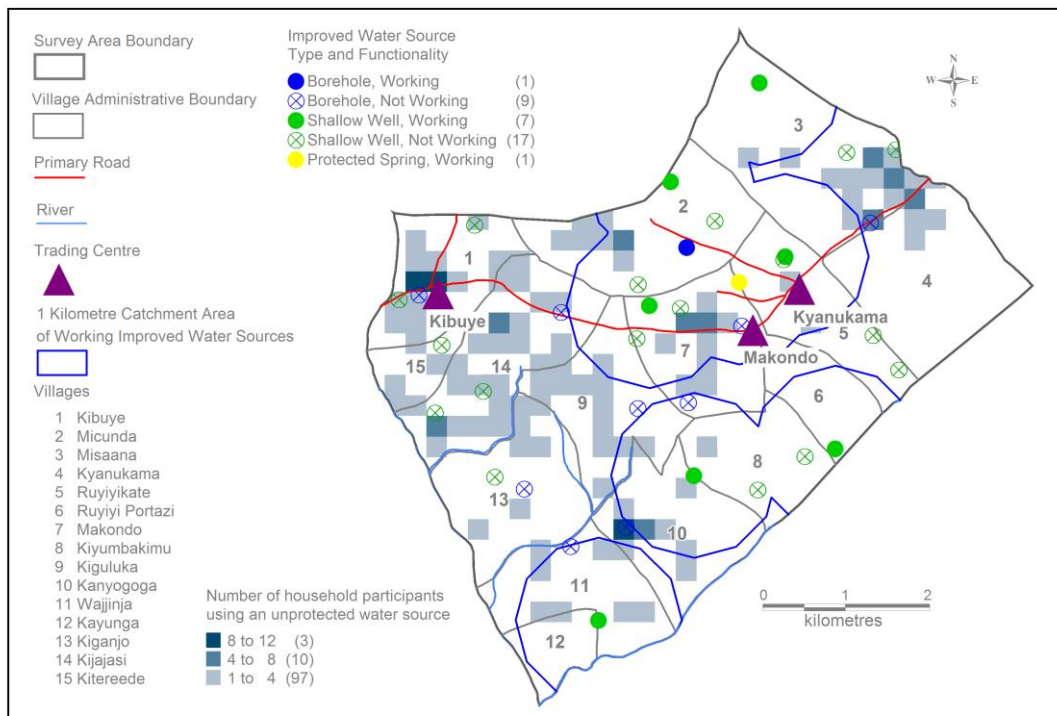 Survey Area Boundary
Village Administrative Boundary
Primary Road
River
Trading Centre
1 Kilometre Catchment Area
of Working Improved Water Sources
Villages
1 Kibuye
2 Micunda
3 Misaana
4 Kyanukama
5 Ruyiyikate
6 Ruyiyi Portazi
7 Makondo
8 Kiyumbakimu
9 Kiguluka
10 Kanyogoga
11 Wajjinja
12 Kayunga
13 Kiganjo
14 Kijajasi
15 Kitereede
Improved Water Source
Type and Functionality
Borehole, Working (1)
Borehole, Not Working (9)
Shallow Well, Working (7)
Shallow Well, Not Working (17)
Protected Spring, Working (1)
Number of household participants
using an unprotected water source
8 to 12 (3)
4 to 8 (10)
1 to 4 (97)
N
W E
S
3
2
1
4
Kibuye
Kyanukama
5
Makondo
7
15
14
9
6
8
13
10
11
12
0 1 2
kilometres